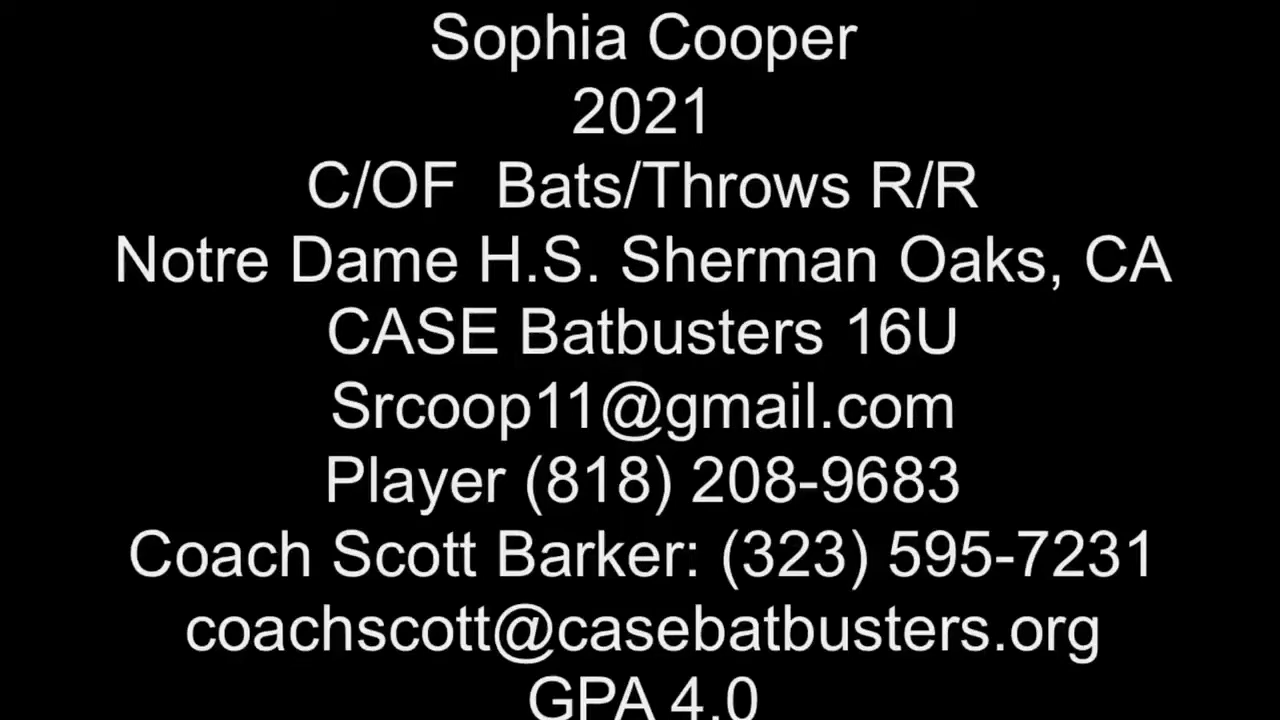 Sophia Cooper
2021
C/OF Bats/Throws R/R
Notre Dame H.S. Sherman Oaks, CA
CASE Batbusters 16U
Srcoop11@gmail.com
Player (818) 208-9683
Coach Scott Barker: (323) 595-7231
coachscott@casebatbusters.org
GPA 4.0